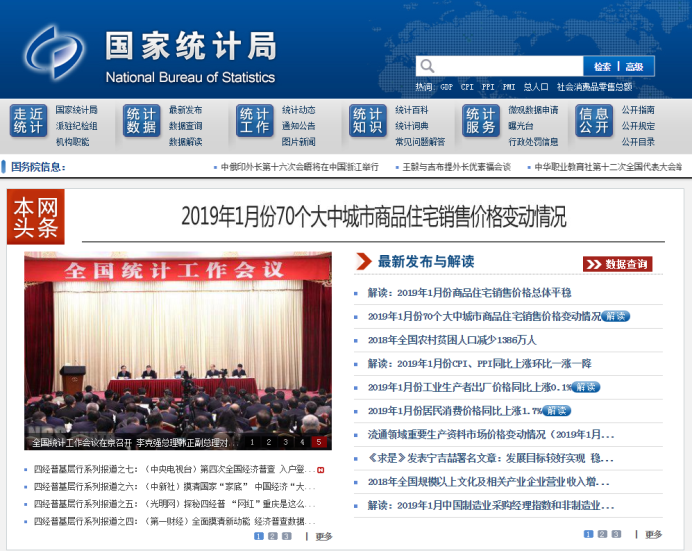 国家统计局
National Bureau of Statistics
检索 | 高级
热词: GDP CPI PPI PMI 总人口 社会消费品零售总额
走近统计
国家统计局
派驻纪检组
机构职能
统计数据
最新发布
数据查询
数据解读
统计工作
统计动态
通知公告
图片新闻
统计知识
统计百科
统计词典
常见问题解答
统计服务
微观数据申请
曝光台
行政处罚信息
信息公开
公开指南
公开规定
公开目录
国务院信息:
中俄印外长第十六次会晤将在中国浙江举行
王毅与吉布提外长优素福会谈
中华职业教育社第十二次全国代表大会举
本网头条
2019年1月份70个大中城市商品住宅销售价格变动情况
全国统计工作会议
全国统计工作会议在京召开 李克强总理韩正副总理对...
1 2 3 4 5
四经普基层行系列报道之七:(中央电视台)第四次全国经济普查 入户登...
四经普基层行系列报道之六:(中新社)摸清国家“家底” 中国经济“大...
四经普基层行系列报道之五:(光明网)探秘四经普 “网红”重庆是这么...
四经普基层行系列报道之四:(第一财经)全面摸清新动能 经济普查数据...
1 2 3 | 更多
最新发布与解读
数据查询
解读:2019年1月份商品住宅销售价格总体平稳
2019年1月份70个大中城市商品住宅销售价格变动情况 解读
2018年全国农村贫困人口减少1386万人
解读:2019年1月份CPI、PPI同比上涨环比一涨一降
2019年1月份工业生产者出厂价格同比上涨0.1% 解读
2019年1月份居民消费价格同比上涨1.7% 解读
流通领域重要生产资料市场价格变动情况(2019年1月...
《求是》发表宁吉喆署名文章:发展目标较好实现 稳...
2018年全国规模以上文化及相关产业企业营业收入增...
解读:2019年1月中国制造业采购经理指数和非制造业...
1 2 3 | 更多